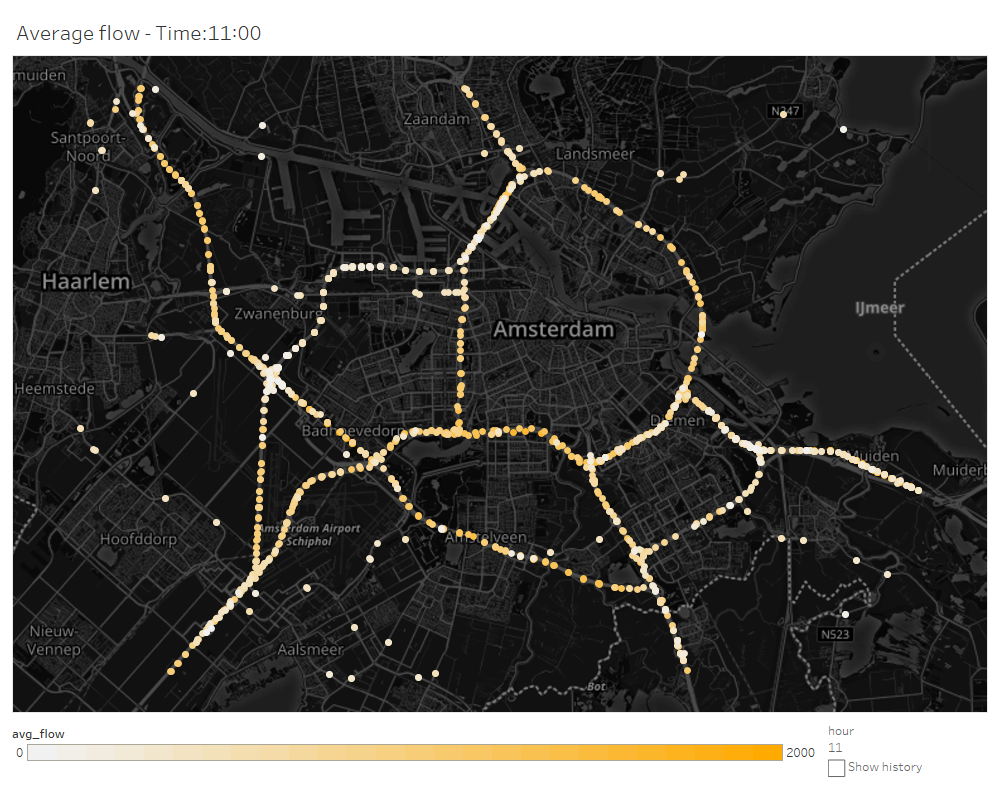 Average flow - Time:11:00
muiden
Zaandam
N247
Santpoort-
Noord
Landsmeer
Haarlem
IJmeer
Zwanenburg
Amsterdam
Heemstede
Diemen
Badhoevedorp
Muiden
Muiderb
Amsterdam Airport
Schiphol
Amstelveen
Hoofddorp
Nieuw-
Vennep
N523
Aalsmeer
Bot
avg_flow
0
2000
hour
11
Show history